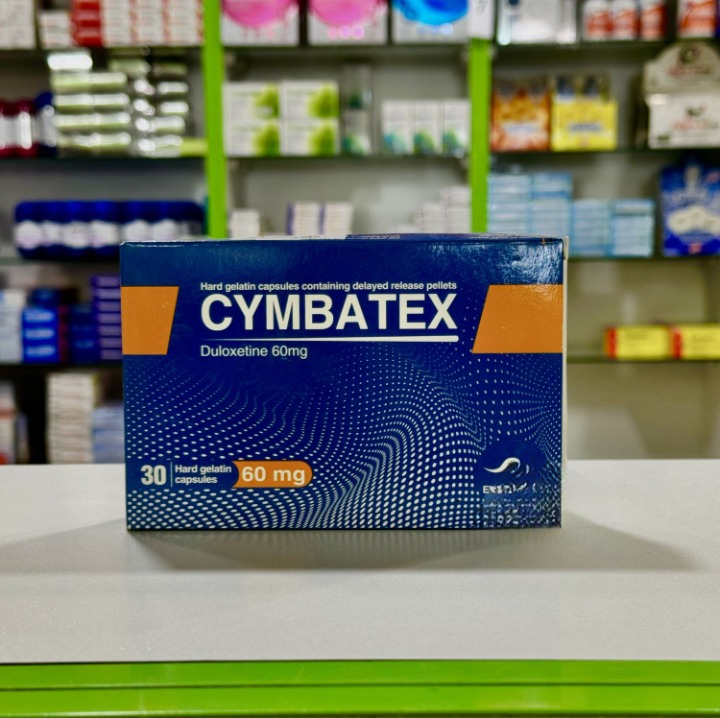 Hard gelatin capsules containing delayed release pellets
CYMBATEX
Duloxetine 60mg
30
Hard gelatin
capsules
60 mg